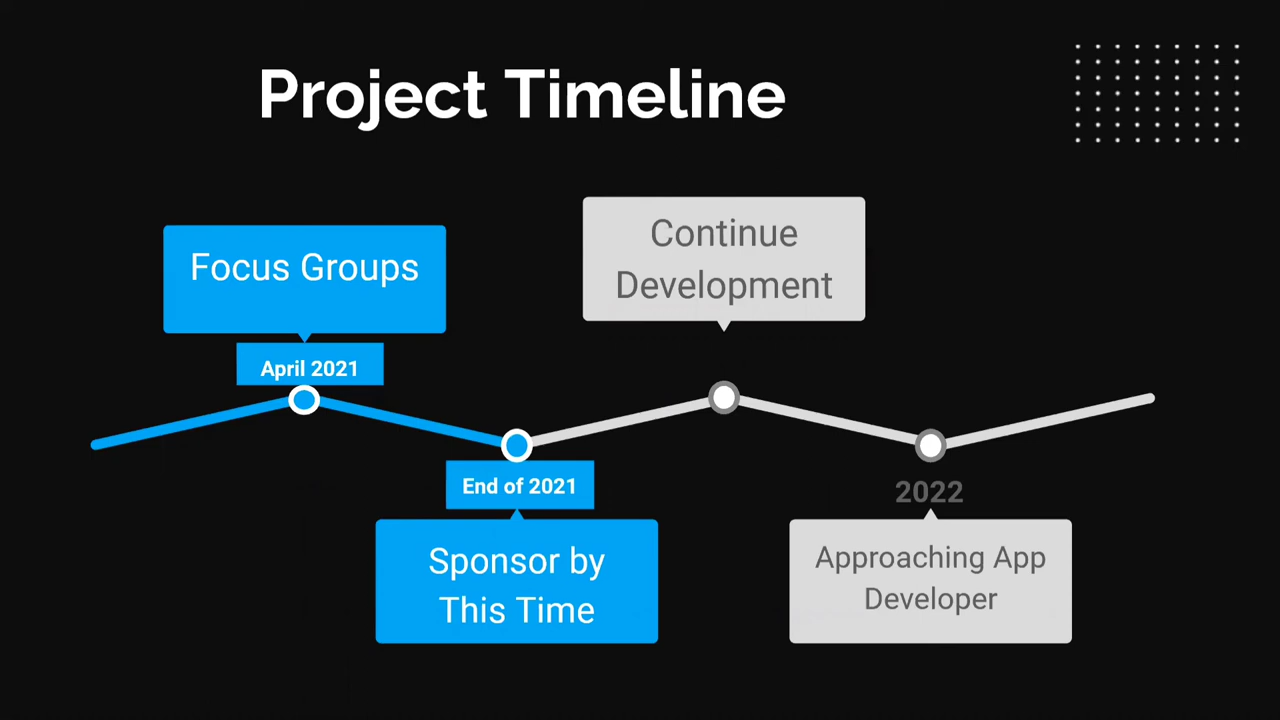 Project Timeline
Focus Groups
April 2021
End of 2021
Sponsor by
This Time
Continue
Development
2022
Approaching App
Developer